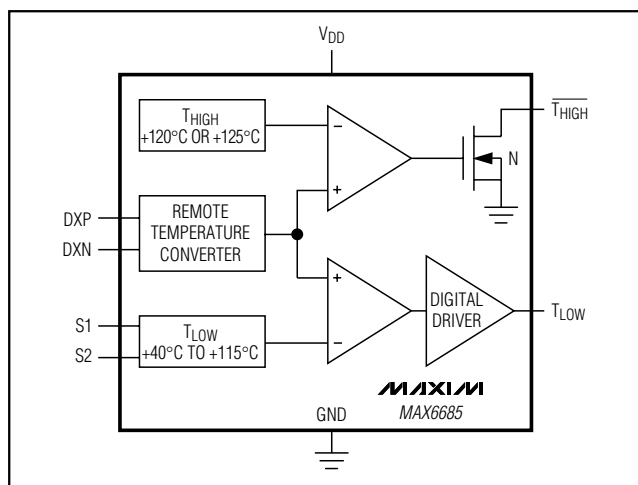 VDD
THIGH
+120°C OR +125°C
−
+
N
THIGH
DXP
DXN
REMOTE
TEMPERATURE
CONVERTER
S1
S2
TLOW
+40°C TO +115°C
+
−
DIGITAL
DRIVER
TLOW
MAXIM
MAX6685
GND